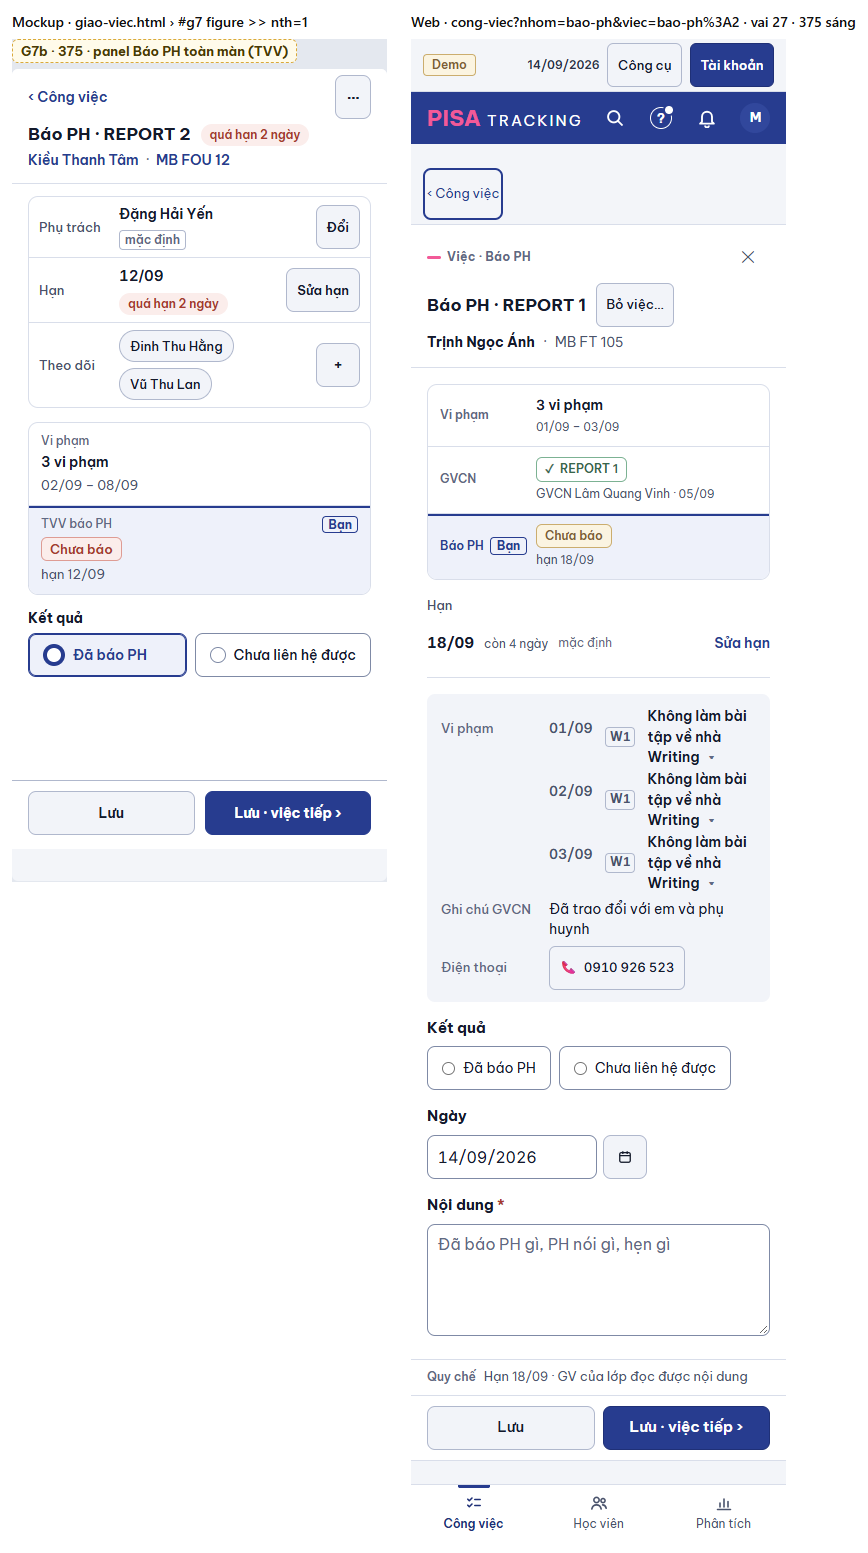 Mockup · giao-viec.html › #g7 figure >> nth=1
G7b · 375 · panel Báo PH toàn màn (TVV)
‹ Công việc
...
Báo PH · REPORT 2 quá hạn 2 ngày
Kiều Thanh Tâm · MB FOU 12
Phụ trách
Đặng Hải Yến
mặc định
Đổi
Hạn
12/09
quá hạn 2 ngày
Sửa hạn
Theo dõi
Đinh Thu Hằng
Vũ Thu Lan
+
Vi phạm
3 vi phạm
02/09 – 08/09
TVV báo PH
Bạn
Chưa báo
hạn 12/09
Kết quả
Đã báo PH
Chưa liên hệ được
Lưu
Lưu · việc tiếp ›
Web · cong-viec?nhom=bao-ph&viec=bao-ph%3A2 · vai 27 · 375 sáng
Demo
14/09/2026
Công cụ
Tài khoản
PISA TRACKING
?
M
‹ Công việc
Việc · Báo PH
Báo PH · REPORT 1
Bỏ việc...
Trịnh Ngọc Ánh · MB FT 105
Vi phạm
3 vi phạm
01/09 – 03/09
GVCN
✓ REPORT 1
GVCN Lâm Quang Vinh · 05/09
Báo PH
Bạn
Chưa báo
hạn 18/09
Hạn
18/09 còn 4 ngày mặc định
Sửa hạn
Vi phạm
01/09
W1
Không làm bài
tập về nhà
Writing
02/09
W1
Không làm bài
tập về nhà
Writing
03/09
W1
Không làm bài
tập về nhà
Writing
Ghi chú GVCN
Đã trao đổi với em và phụ
huynh
Điện thoại
0910 926 523
Kết quả
Đã báo PH
Chưa liên hệ được
Ngày
14/09/2026
Nội dung *
Đã báo PH gì, PH nói gì, hẹn gì
Quy chế Hạn 18/09 · GV của lớp đọc được nội dung
Lưu
Lưu · việc tiếp ›
Công việc
Học viên
Phân tích